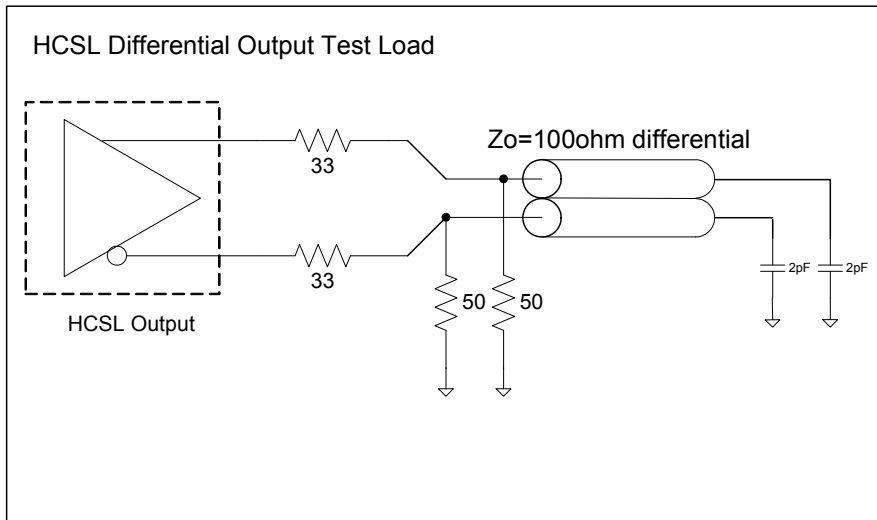 HCSL Differential Output Test Load
Zo=100ohm differential
33
33
50
50
2pF
2pF
HCSL Output